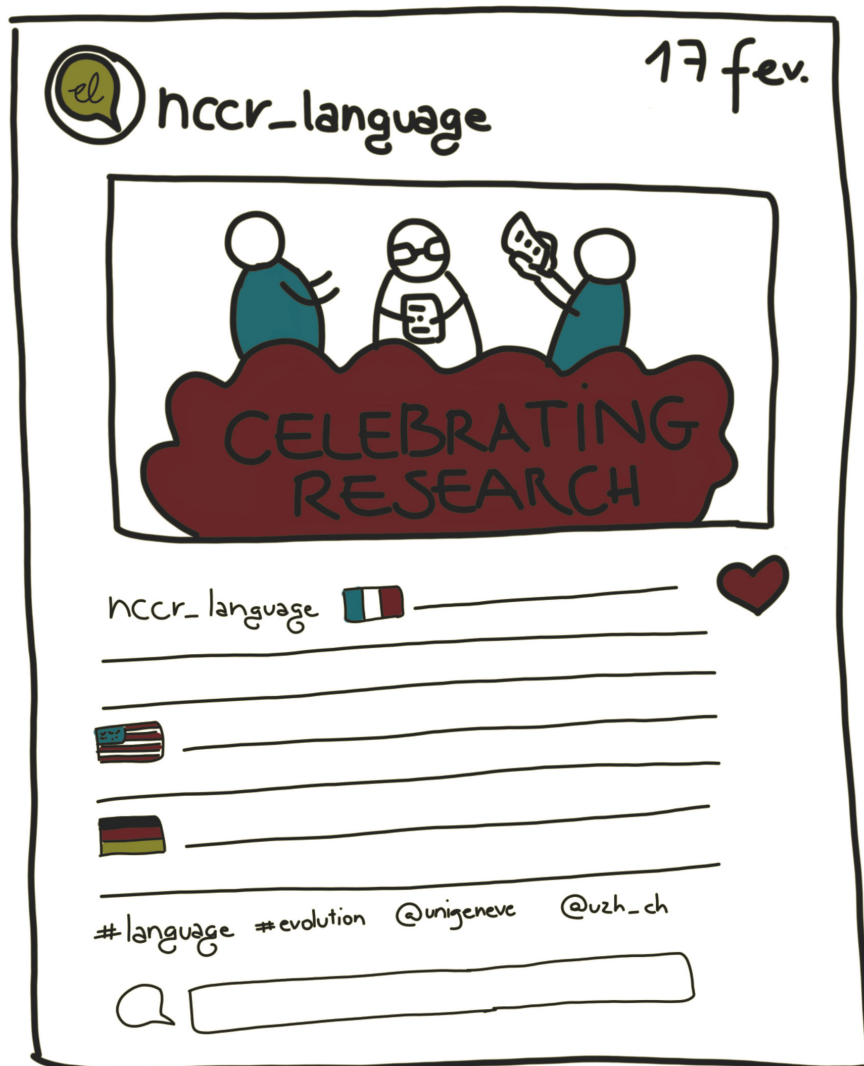 el
nccr_language
17 fev.
CELEBRATING
RESEARCH
nccr_language
#language #evolution @unigeneve @uzh_ch